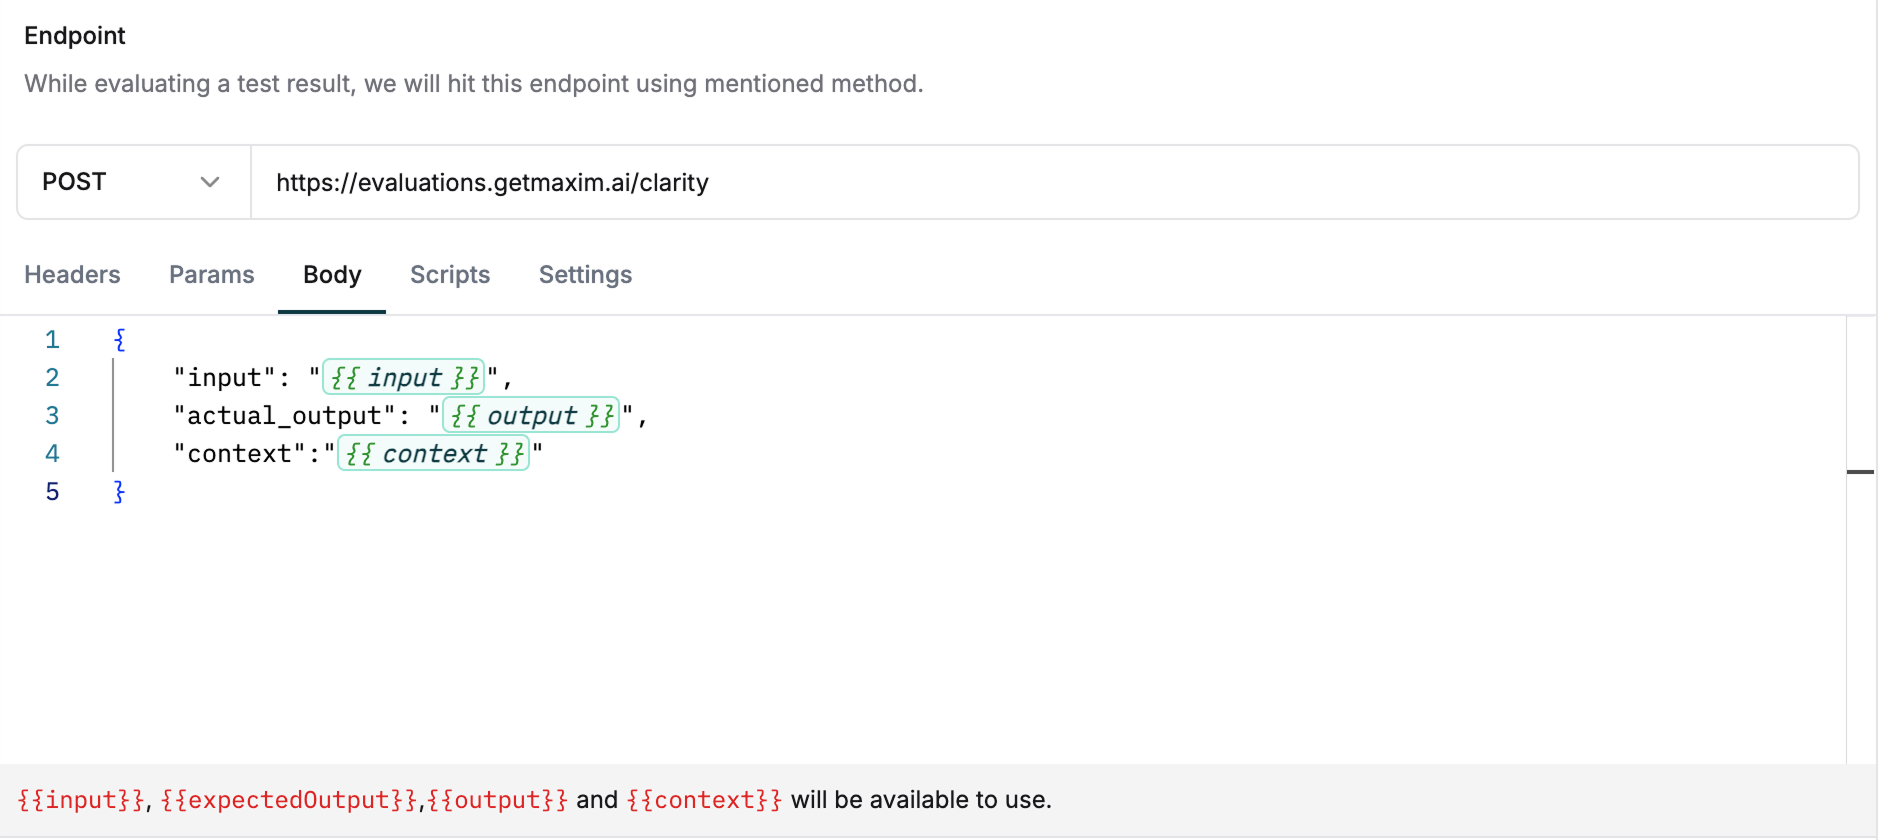 Endpoint
While evaluating a test result, we will hit this endpoint using mentioned method.
POST https://evaluations.getmaxim.ai/clarity
Headers Params Body Scripts Settings
1 {
2 "input": "{{ input }}",
3 "actual_output": "{{ output }}",
4 "context":"{{ context }}"
5 }
{{input}}, {{expectedOutput}},{{output}} and {{context}} will be available to use.